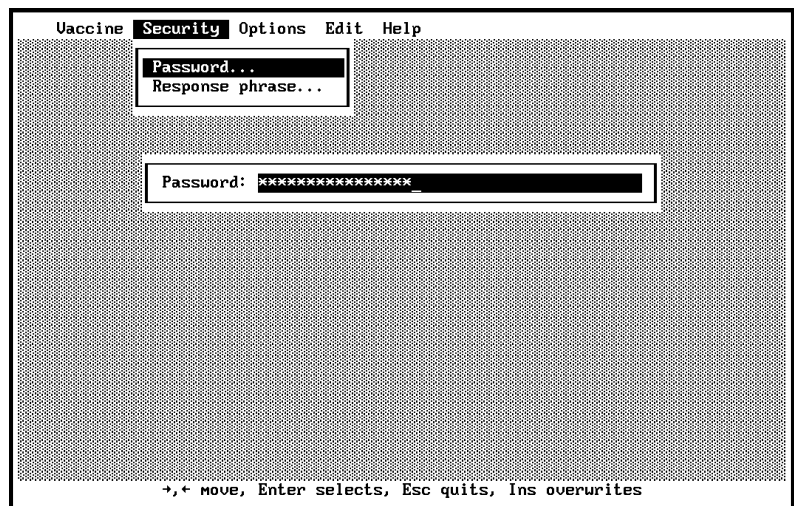 Vaccine Security Options Edit Help
Password...
Response phrase...
Password: ****************_
→,← move, Enter selects, Esc quits, Ins overwrites